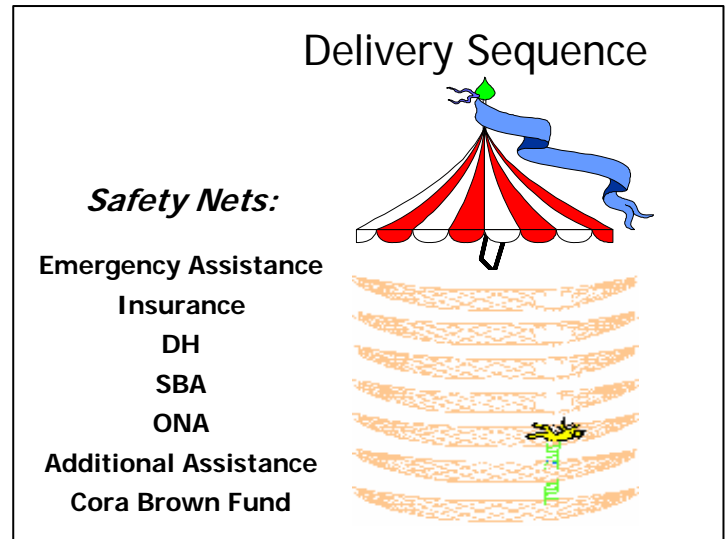 Delivery Sequence
Safety Nets:
Emergency Assistance
Insurance
DH
SBA
ONA
Additional Assistance
Cora Brown Fund